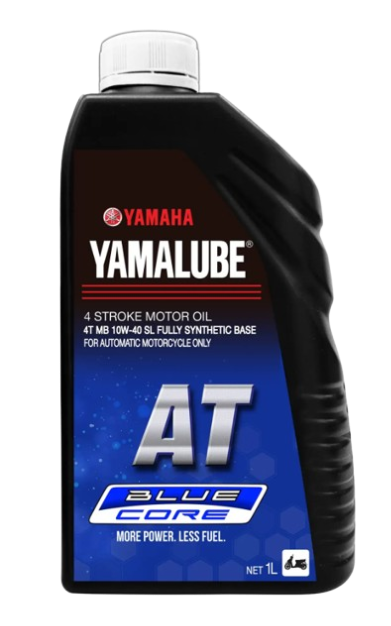 YAMAHA
YAMALUBE®
4 STROKE MOTOR OIL
4T MB 10W-40 SL FULLY SYNTHETIC BASE
FOR AUTOMATIC MOTORCYCLE ONLY
AT
BLUE
CORE
MORE POWER. LESS FUEL.
NET 1L